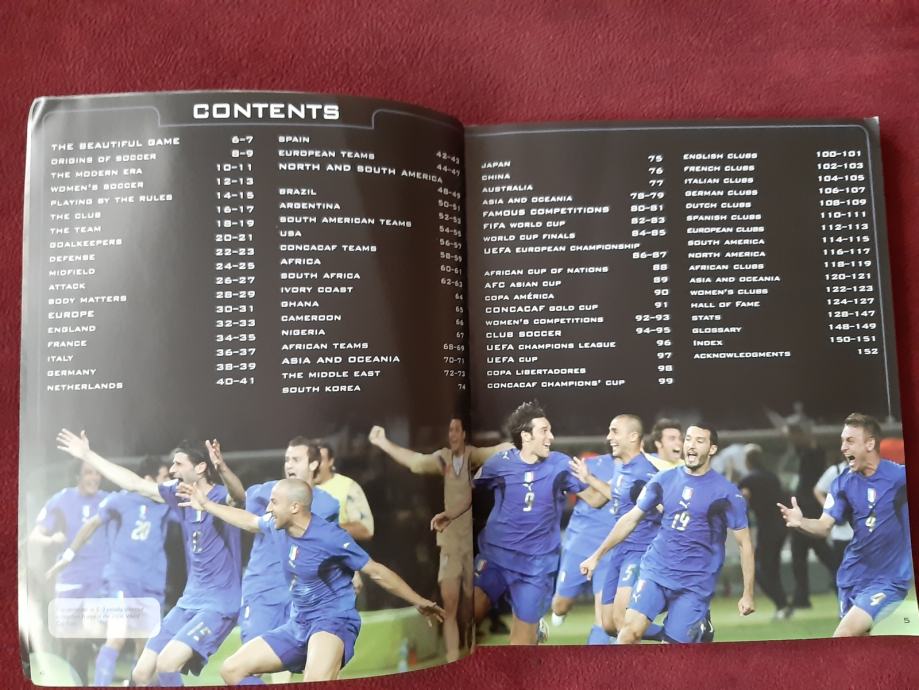 CONTENTS
THE BEAUTIFUL GAME 6-7
ORIGINS OF SOCCER 8-9
THE MODERN ERA 10-11
WOMEN'S SOCCER 12-13
PLAYING BY THE RULES 14-15
THE CLUB 16-17
THE TEAM 18-19
GOALKEEPERS 20-21
DEFENSE 22-23
MIDFIELD 24-25
ATTACK 26-27
BODY MATTERS 28-29
EUROPE 30-31
ENGLAND 32-33
FRANCE 34-35
ITALY 36-37
GERMANY 38-39
NETHERLANDS 40-41
SPAIN 42-43
EUROPEAN TEAMS 44-47
NORTH AND SOUTH AMERICA
48-49
BRAZIL 50-51
ARGENTINA 52-53
SOUTH AMERICAN TEAMS 54-55
USA 56-57
CONCACAF TEAMS 58-59
AFRICA 60-61
SOUTH AFRICA 62-63
IVORY COAST 64
GHANA 65
CAMEROON 66
NIGERIA 67
AFRICAN TEAMS 68-69
ASIA AND OCEANIA 70-71
THE MIDDLE EAST 72-73
SOUTH KOREA 74
JAPAN 75
CHINA 76
AUSTRALIA 77
ASIA AND OCEANIA 78-79
FAMOUS COMPETITIONS 80-81
FIFA WORLD CUP 82-83
WORLD CUP FINALS 84-85
UEFA EUROPEAN CHAMPIONSHIP
86-87
AFRICAN CUP OF NATIONS 88
AFC ASIAN CUP 89
COPA AMÉRICA 90
CONCACAF GOLD CUP 91
WOMEN'S COMPETITIONS 92-93
CLUB SOCCER 94-95
UEFA CHAMPIONS LEAGUE 96
UEFA CUP 97
COPA LIBERTADORES 98
CONCACAF CHAMPIONS' CUP 99
ENGLISH CLUBS 100-101
FRENCH CLUBS 102-103
ITALIAN CLUBS 104-105
GERMAN CLUBS 106-107
DUTCH CLUBS 108-109
SPANISH CLUBS 110-111
EUROPEAN CLUBS 112-113
SOUTH AMERICA 114-115
NORTH AMERICA 116-117
AFRICAN CLUBS 118-119
ASIA AND OCEANIA 120-121
WOMEN'S CLUBS 122-123
HALL OF FAME 124-127
STATS 128-147
GLOSSARY 148-149
INDEX 150-151
ACKNOWLEDGMENTS 152
20
15
9
5
19
4
4
5